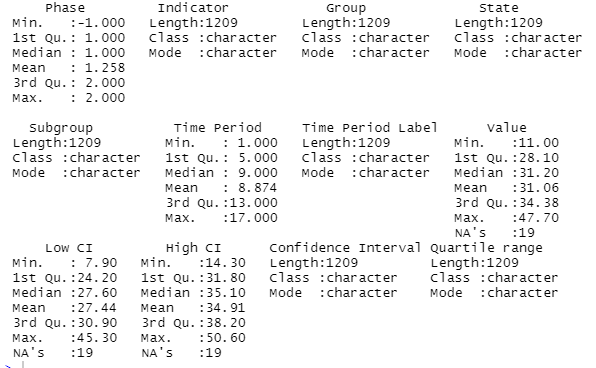 Phase Indicator Group State
Min. :-1.000 Length:1209 Length:1209 Length:1209
1st Qu.: 1.000 Class :character Class :character Class :character
Median : 1.000 Mode :character Mode :character Mode :character
Mean : 1.258
3rd Qu.: 2.000
Max. : 2.000
Subgroup Time Period Time Period Label Value
Length:1209 Min. : 1.000 Length:1209 Min. :11.00
Class :character 1st Qu.: 5.000 Class :character 1st Qu.:28.10
Mode :character Median : 9.000 Mode :character Median :31.20
Mean : 8.874 Mean :31.06
3rd Qu.:13.000 3rd Qu.:34.38
Max. :17.000 Max. :47.70
NA's :19
Low CI High CI Confidence Interval Quartile range
Min. : 7.90 Min. :14.30 Length:1209 Length:1209
1st Qu.:24.20 1st Qu.:31.80 Class :character Class :character
Median :27.60 Median :35.10 Mode :character Mode :character
Mean :27.44 Mean :34.91
3rd Qu.:30.90 3rd Qu.:38.20
Max. :45.30 Max. :50.60
NA's :19 NA's :19
>